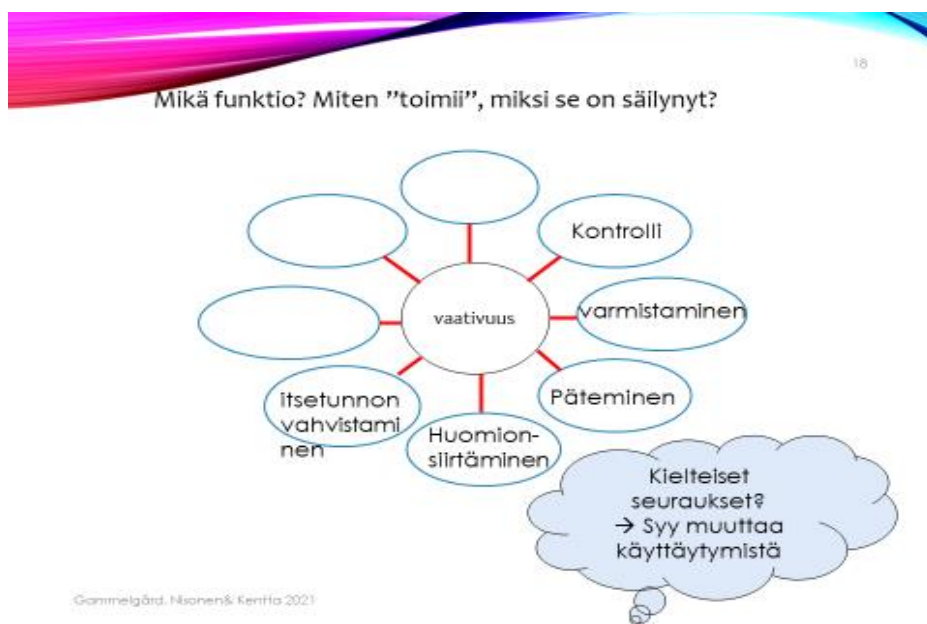 18
Mikä funktio? Miten ”toimii”, miksi se on säilynyt?
Kontrolli
vaativuus
varmistaminen
itsetunnon
vahvistami
nen
Päteminen
Huomion-
siirtäminen
Kielteiset
seuraukset?
→ Syy muuttaa
käyttäytymistä
Gammelgård, Nisonen& Kentta 2021